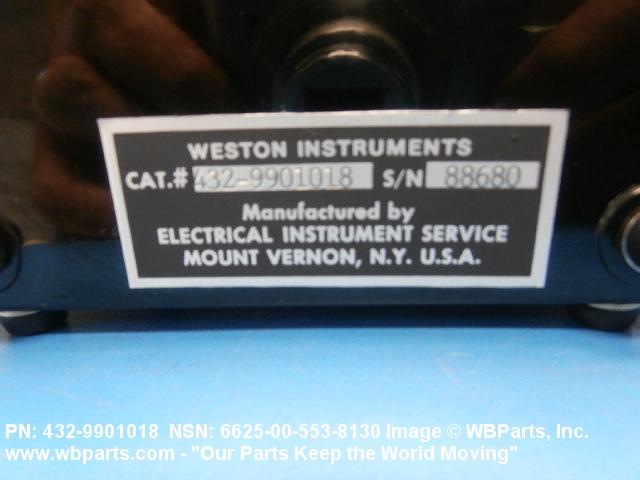 WESTON INSTRUMENTS
CAT.# 432-9901018 S/N 88680
Manufactured by
ELECTRICAL INSTRUMENT SERVICE
MOUNT VERNON, N.Y. U.S.A.
PN: 432-9901018 NSN: 6625-00-553-8130 Image © WBParts, Inc.
www.wbparts.com - "Our Parts Keep the World Moving"